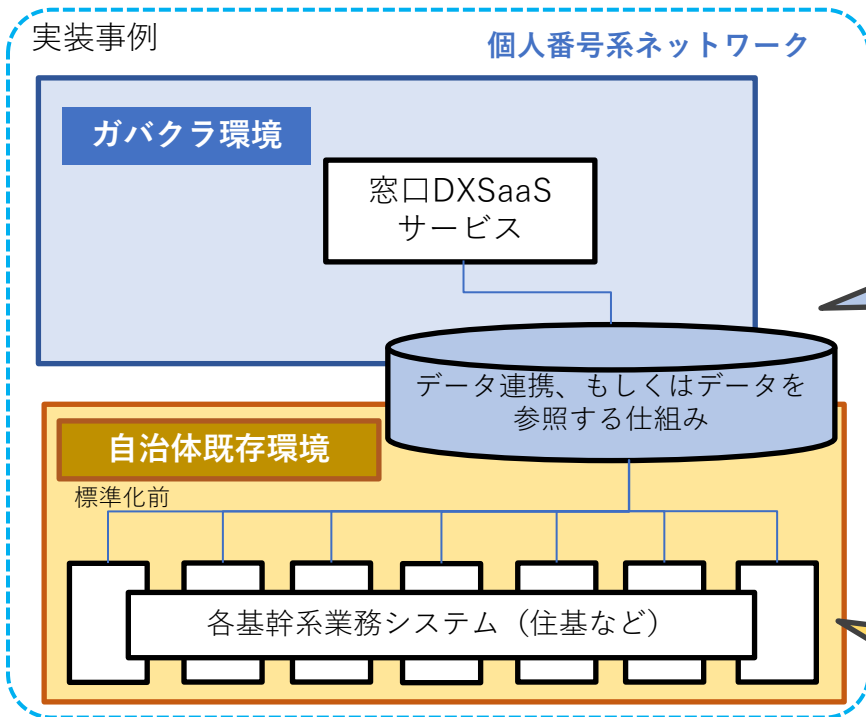 実装事例
個人番号系ネットワーク
ガバクラ環境
窓口DXSaaS
サービス
データ連携、もしくはデータを
参照する仕組み
自治体既存環境
標準化前
各基幹系業務システム（住基など）